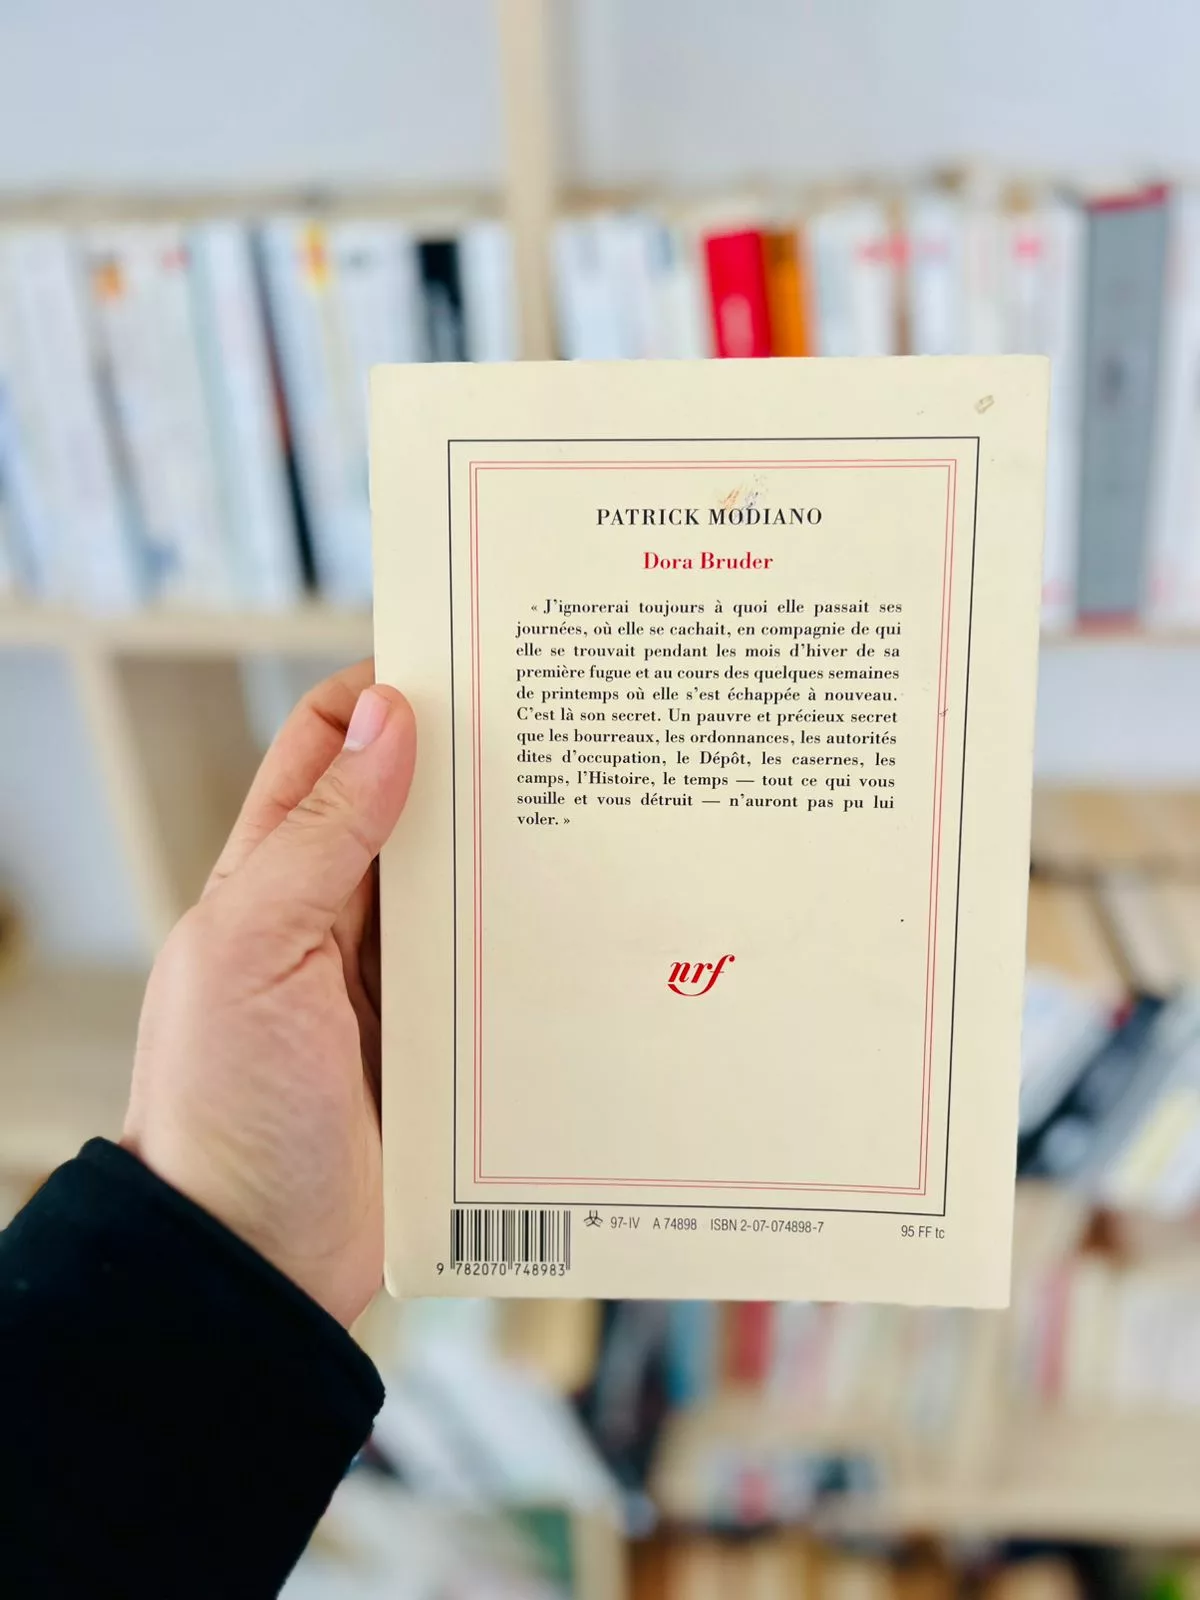 PATRICK MODIANO
Dora Bruder
« J'ignorerai toujours à quoi elle passait ses
journées, où elle se cachait, en compagnie de qui
elle se trouvait pendant les mois d'hiver de sa
première fugue et au cours des quelques semaines
de printemps où elle s'est échappée à nouveau.
C'est là son secret. Un pauvre et précieux secret
que les bourreaux, les ordonnances, les autorités
dites d'occupation, le Dépôt, les casernes, les
camps, l'Histoire, le temps — tout ce qui vous
souille et vous détruit — n'auront pas pu lui
voler. »
nrf
97-IV A 74898 ISBN 2-07-074898-7
95 FF tc
9 782070 748983